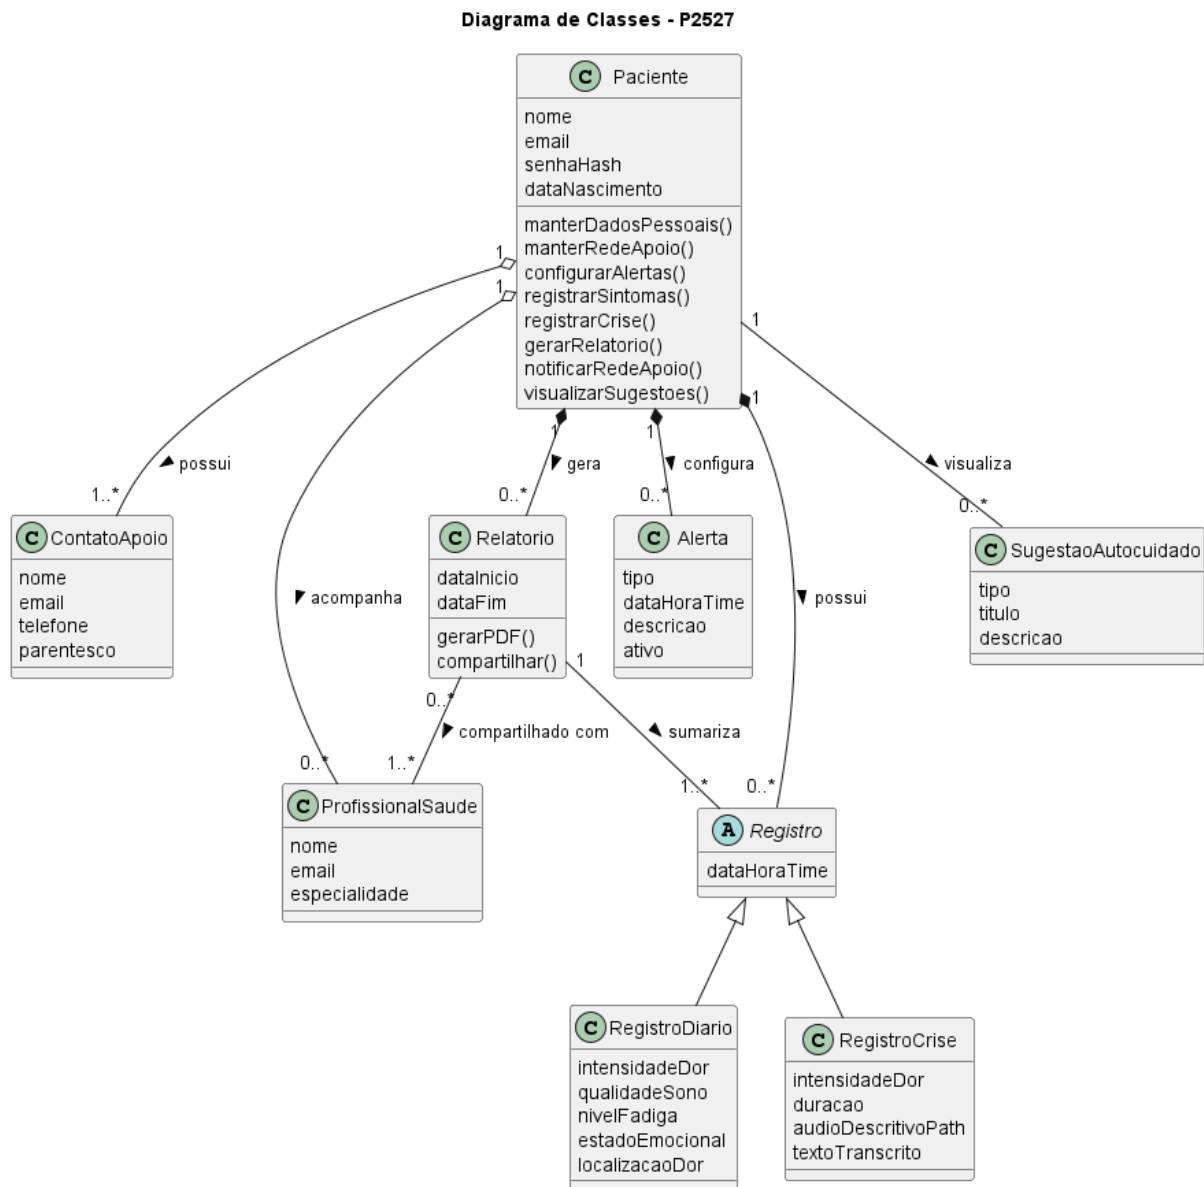 Diagrama de Classes - P2527
C Paciente
nome
email
senhaHash
dataNascimento
manterDadosPessoais()
manterRedeApoio()
configurarAlertas()
registrarSintomas()
registrarCrise()
gerarRelatorio()
notificarRedeApoio()
visualizarSugestoes()
1
1
1
1
1
1
possui
gera
configura
visualiza
1..*
0..*
0..*
0..*
C ContatoApoio
nome
email
telefone
parentesco
acompanha
C Relatorio
dataInicio
dataFim
gerarPDF()
compartilhar()
C Alerta
tipo
dataHoraTime
descricao
ativo
possui
C SugestaoAutocuidado
tipo
titulo
descricao
0..*
1
compartilhado com
sumariza
0..*
1..*
1..*
0..*
C ProfissionalSaude
nome
email
especialidade
A Registro
dataHoraTime
C RegistroDiario
intensidadeDor
qualidadeSono
nivelFadiga
estadoEmocional
localizacaoDor
C RegistroCrise
intensidadeDor
duracao
audioDescritivoPath
textoTranscrito